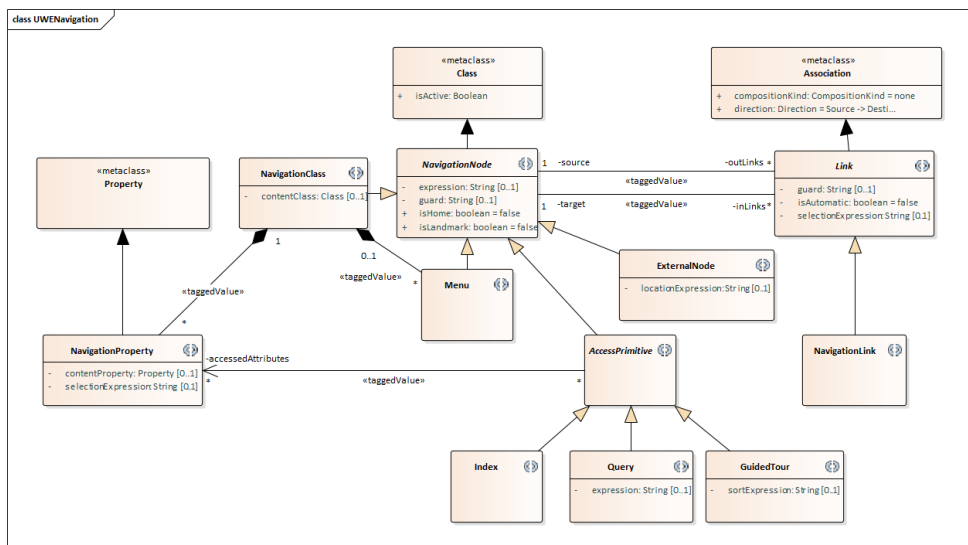 class UWENavigation
«metaclass»
Class
+ isActive: Boolean
«metaclass»
Association
+ compositionKind: CompositionKind = none
+ direction: Direction = Source -> Desti...
«metaclass»
Property
NavigationClass
- contentClass: Class [0..1]
NavigationNode
- expression: String [0..1]
- guard: String [0..1]
+ isHome: boolean = false
+ isLandmark: boolean = false
1 -source -outLinks *
«taggedValue»
1 -target «taggedValue» -inLinks*
Link
- guard: String [0..1]
- isAutomatic: boolean = false
- selectionExpression:String [0.1]
1
0..1
«taggedValue»
*
«taggedValue»
*
Menu
ExternalNode
- locationExpression:String [0..1]
NavigationProperty
- contentProperty: Property [0..1]
- selectionExpression:String [0.1]
-accessedAttributes
*
«taggedValue»
*
AccessPrimitive
NavigationLink
Index
Query
- expression: String [0..1]
GuidedTour
- sortExpression:String [0..1]